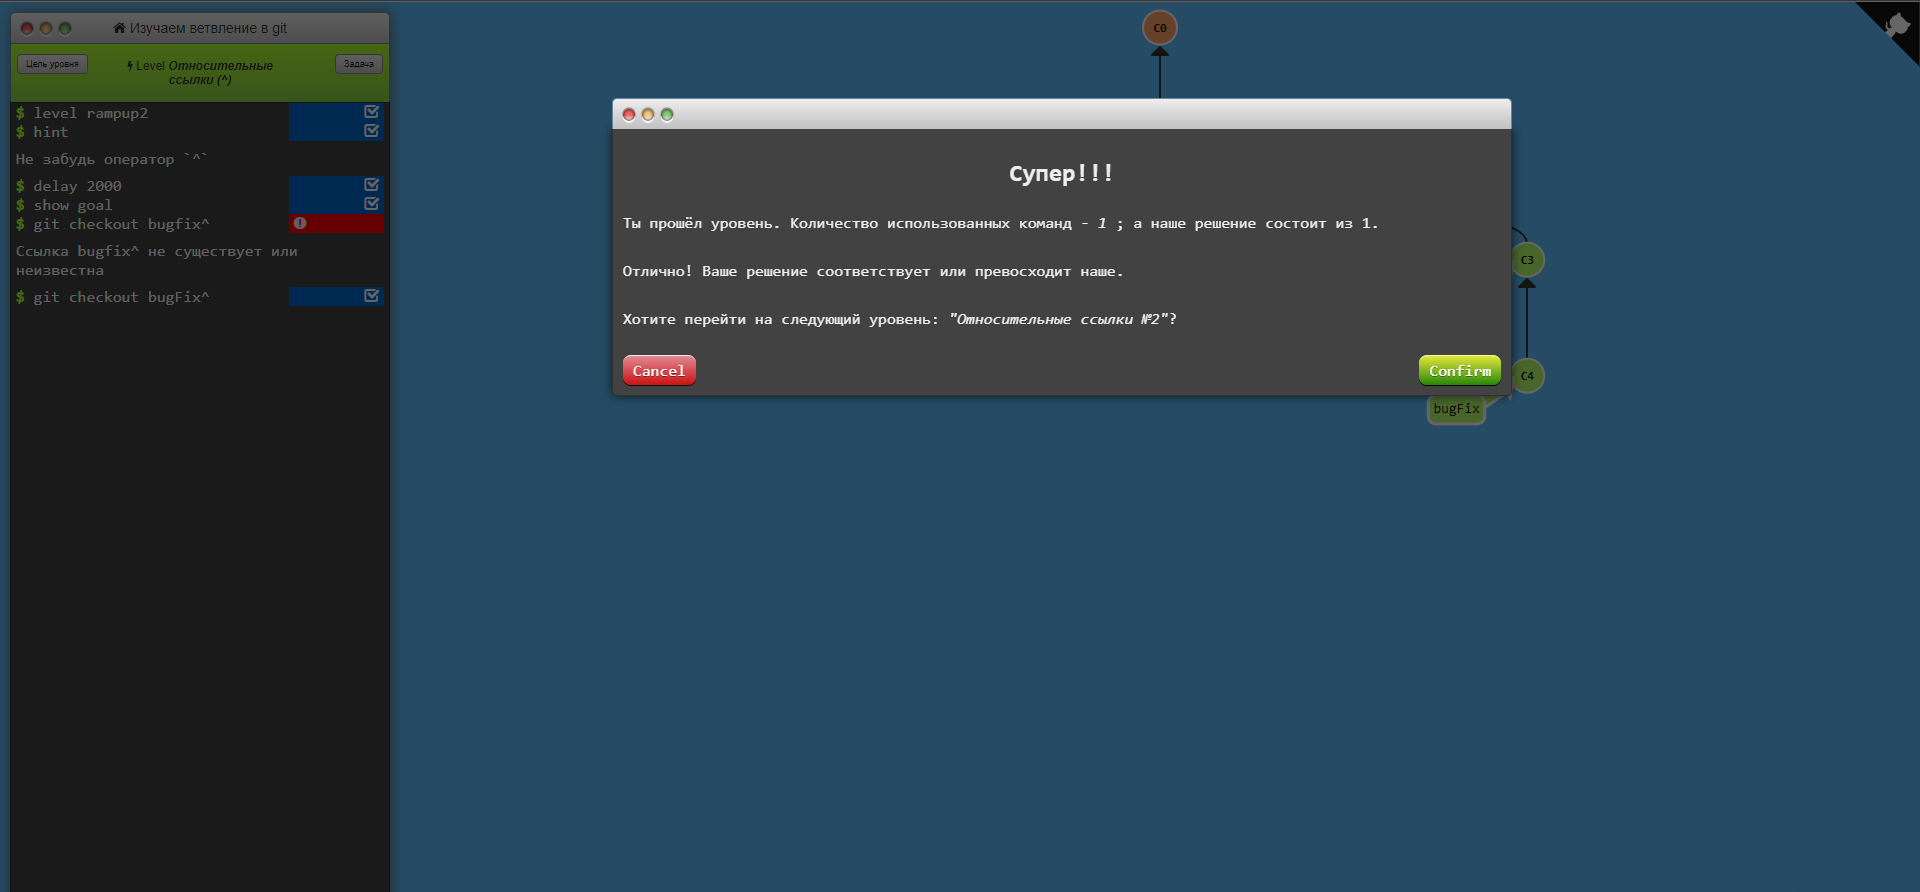 Изучаем ветвление в git
Цель уровня
Level Относительные
ссылки (^)
Задача
$ level rampup2
$ hint
Не забудь оператор `^`
$ delay 2000
$ show goal
$ git checkout bugfix^
Ссылка bugfix^ не существует или
неизвестна
$ git checkout bugFix^
C0
Супер!!!
Ты прошёл уровень. Количество использованных команд - 1 ; а наше решение состоит из 1.
Отлично! Ваше решение соответствует или превосходит наше.
Хотите перейти на следующий уровень: "Относительные ссылки №2"?
Cancel
Confirm
C3
C4
bugFix